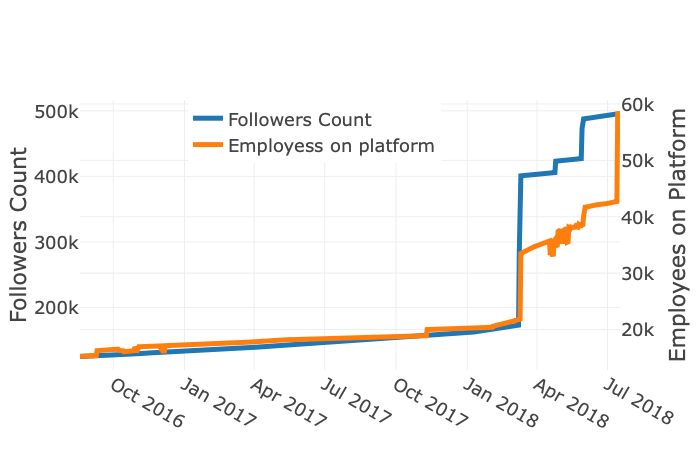 Followers Count
Employess on platform
500k
400k
300k
200k
Followers Count
60k
50k
40k
30k
20k
Employees on Platform
Oct 2016
Jan 2017
Apr 2017
Jul 2017
Oct 2017
Jan 2018
Apr 2018
Jul 2018